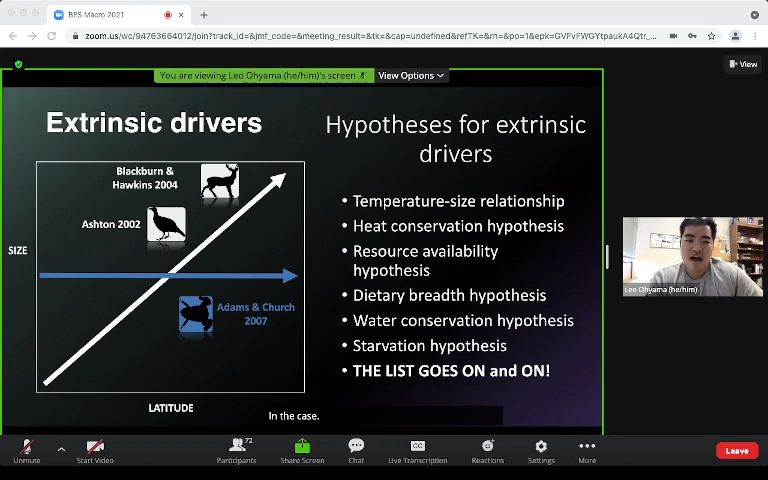 BES Macro 2021
zoom.us/wc/94763664012/join?track_id=&jmf_code=&meeting_result=&tk=&cap=undefined&refTK=&rn=&po=1&epk=GVFvFWGYtpaukA4Qtr_...
You are viewing Leo Ohyama (he/him)'s screen
View Options
View
Extrinsic drivers
Blackburn &
Hawkins 2004
Ashton 2002
SIZE
Adams & Church
2007
LATITUDE
Hypotheses for extrinsic
drivers
• Temperature-size relationship
• Heat conservation hypothesis
• Resource availability
hypothesis
• Dietary breadth hypothesis
• Water conservation hypothesis
• Starvation hypothesis
• THE LIST GOES ON and ON!
In the case.
Leo Ohyama (he/him)
72
CC
Unmute
Start Video
Participants
Share Screen
Chat
Live Transcription
Reactions
Settings
More
Leave